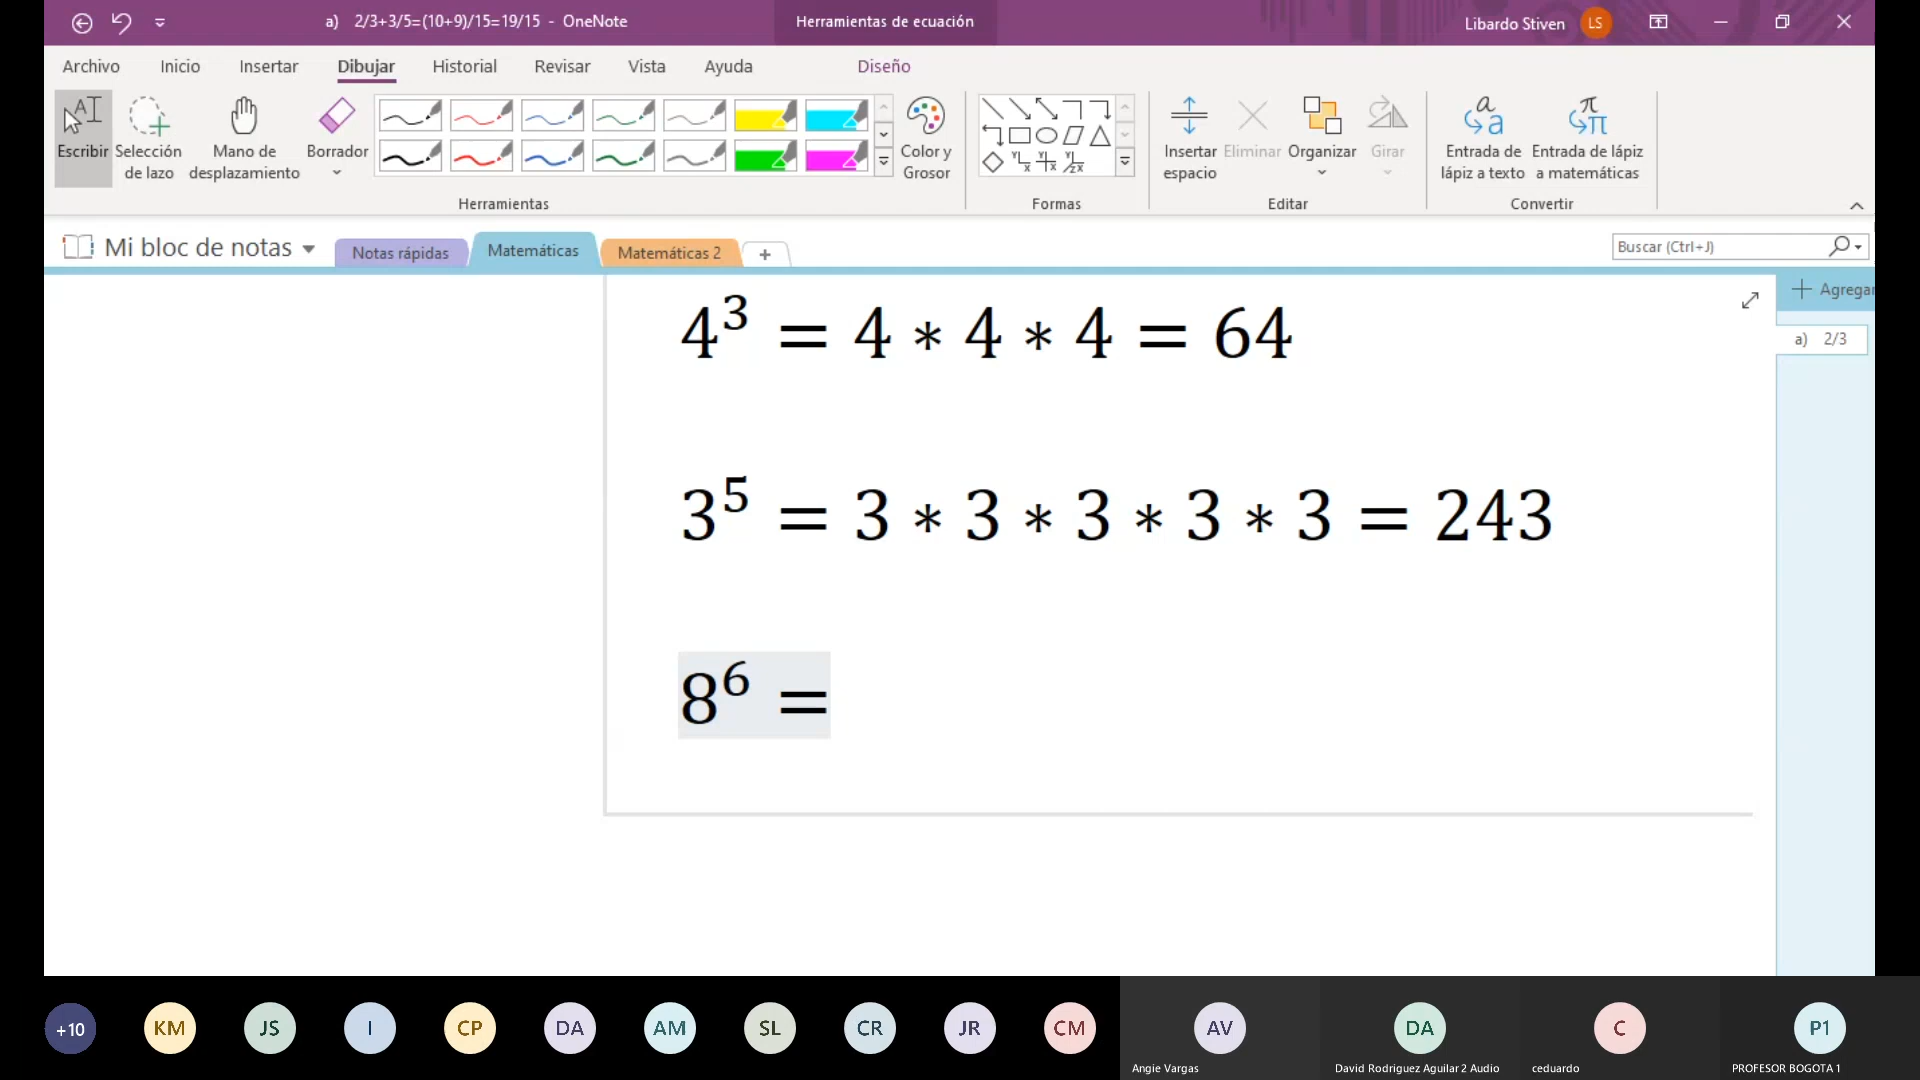 a) 2/3+3/5=(10+9)/15=19/15 - OneNote
Herramientas de ecuación
Libardo Stiven
LS
Archivo
Inicio
Insertar
Dibujar
Historial
Revisar
Vista
Ayuda
Diseño
Escribir
Selección de lazo
Mano de desplazamiento
Borrador
Color y Grosor
Insertar espacio
Eliminar
Organizar
Girar
Entrada de lápiz a texto
Entrada de lápiz a matemáticas
Herramientas
Formas
Editar
Convertir
Mi bloc de notas
Notas rápidas
Matemáticas
Matemáticas 2
+
Buscar (Ctrl+J)
Agregar
a) 2/3
4³ = 4 ∗ 4 ∗ 4 = 64
3⁵ = 3 ∗ 3 ∗ 3 ∗ 3 ∗ 3 = 243
8⁶ =
+10
KM
JS
I
CP
DA
AM
SL
CR
JR
CM
AV
DA
C
P1
Angie Vargas
David Rodriguez Aguilar 2 Audio
ceduardo
PROFESOR BOGOTA 1